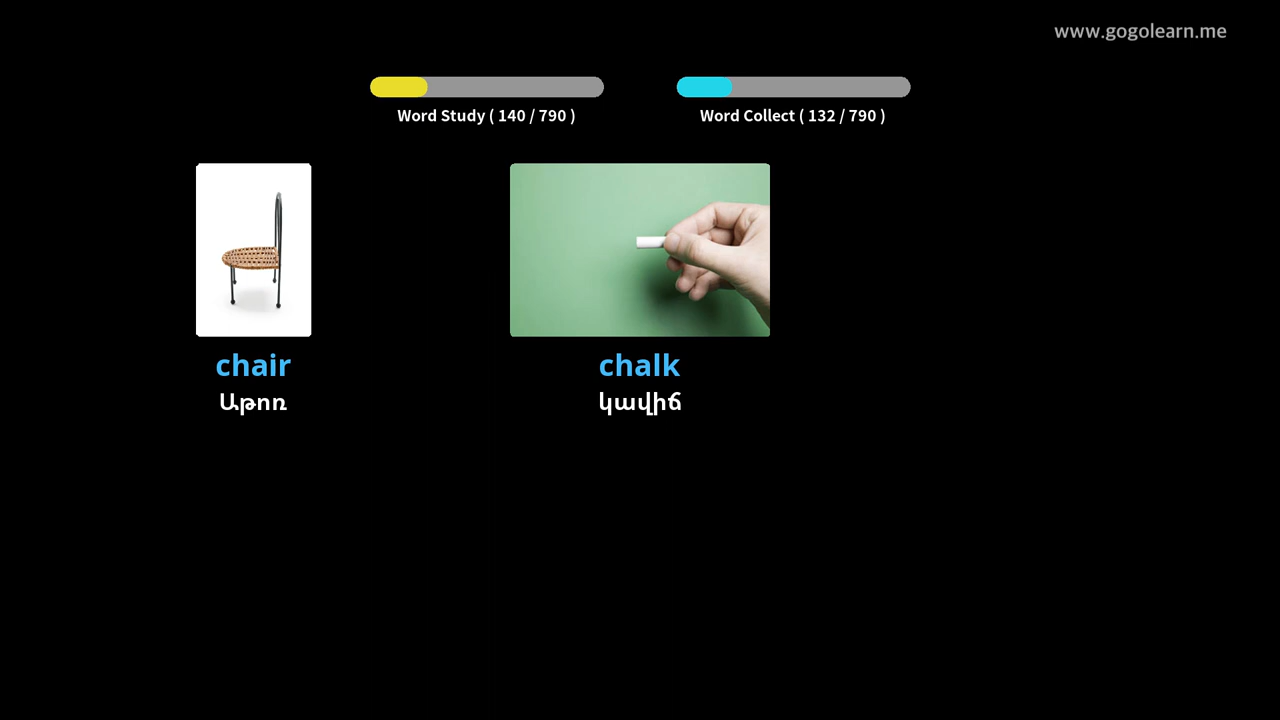 www.gogolearn.me
Word Study ( 140 / 790 )
Word Collect ( 132 / 790 )
chair
Աթոռ
chalk
կավիճ